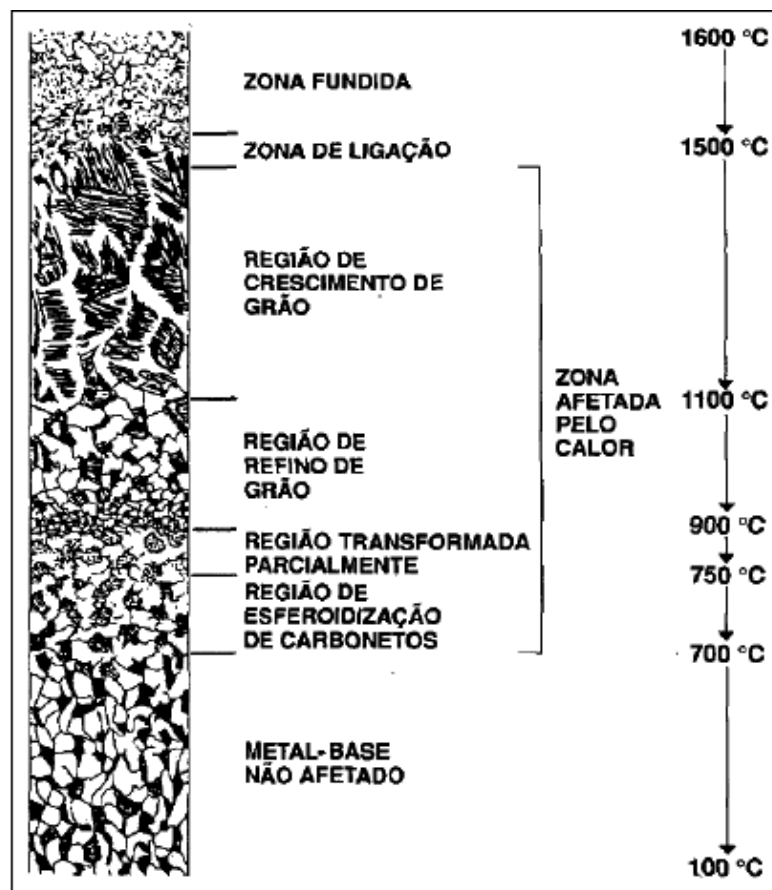 1600 °C
ZONA FUNDIDA
1500 °C
ZONA DE LIGAÇÃO
REGIÃO DE
CRESCIMENTO DE
GRÃO
ZONA
AFETADA
PELO
CALOR
1100 °C
REGIÃO DE
REFINO DE
GRÃO
900 °C
REGIÃO TRANSFORMADA
PARCIALMENTE
750 °C
REGIÃO DE
ESFEROIDIZAÇÃO
DE CARBONETOS
700 °C
METAL-BASE
NÃO AFETADO
100 °C